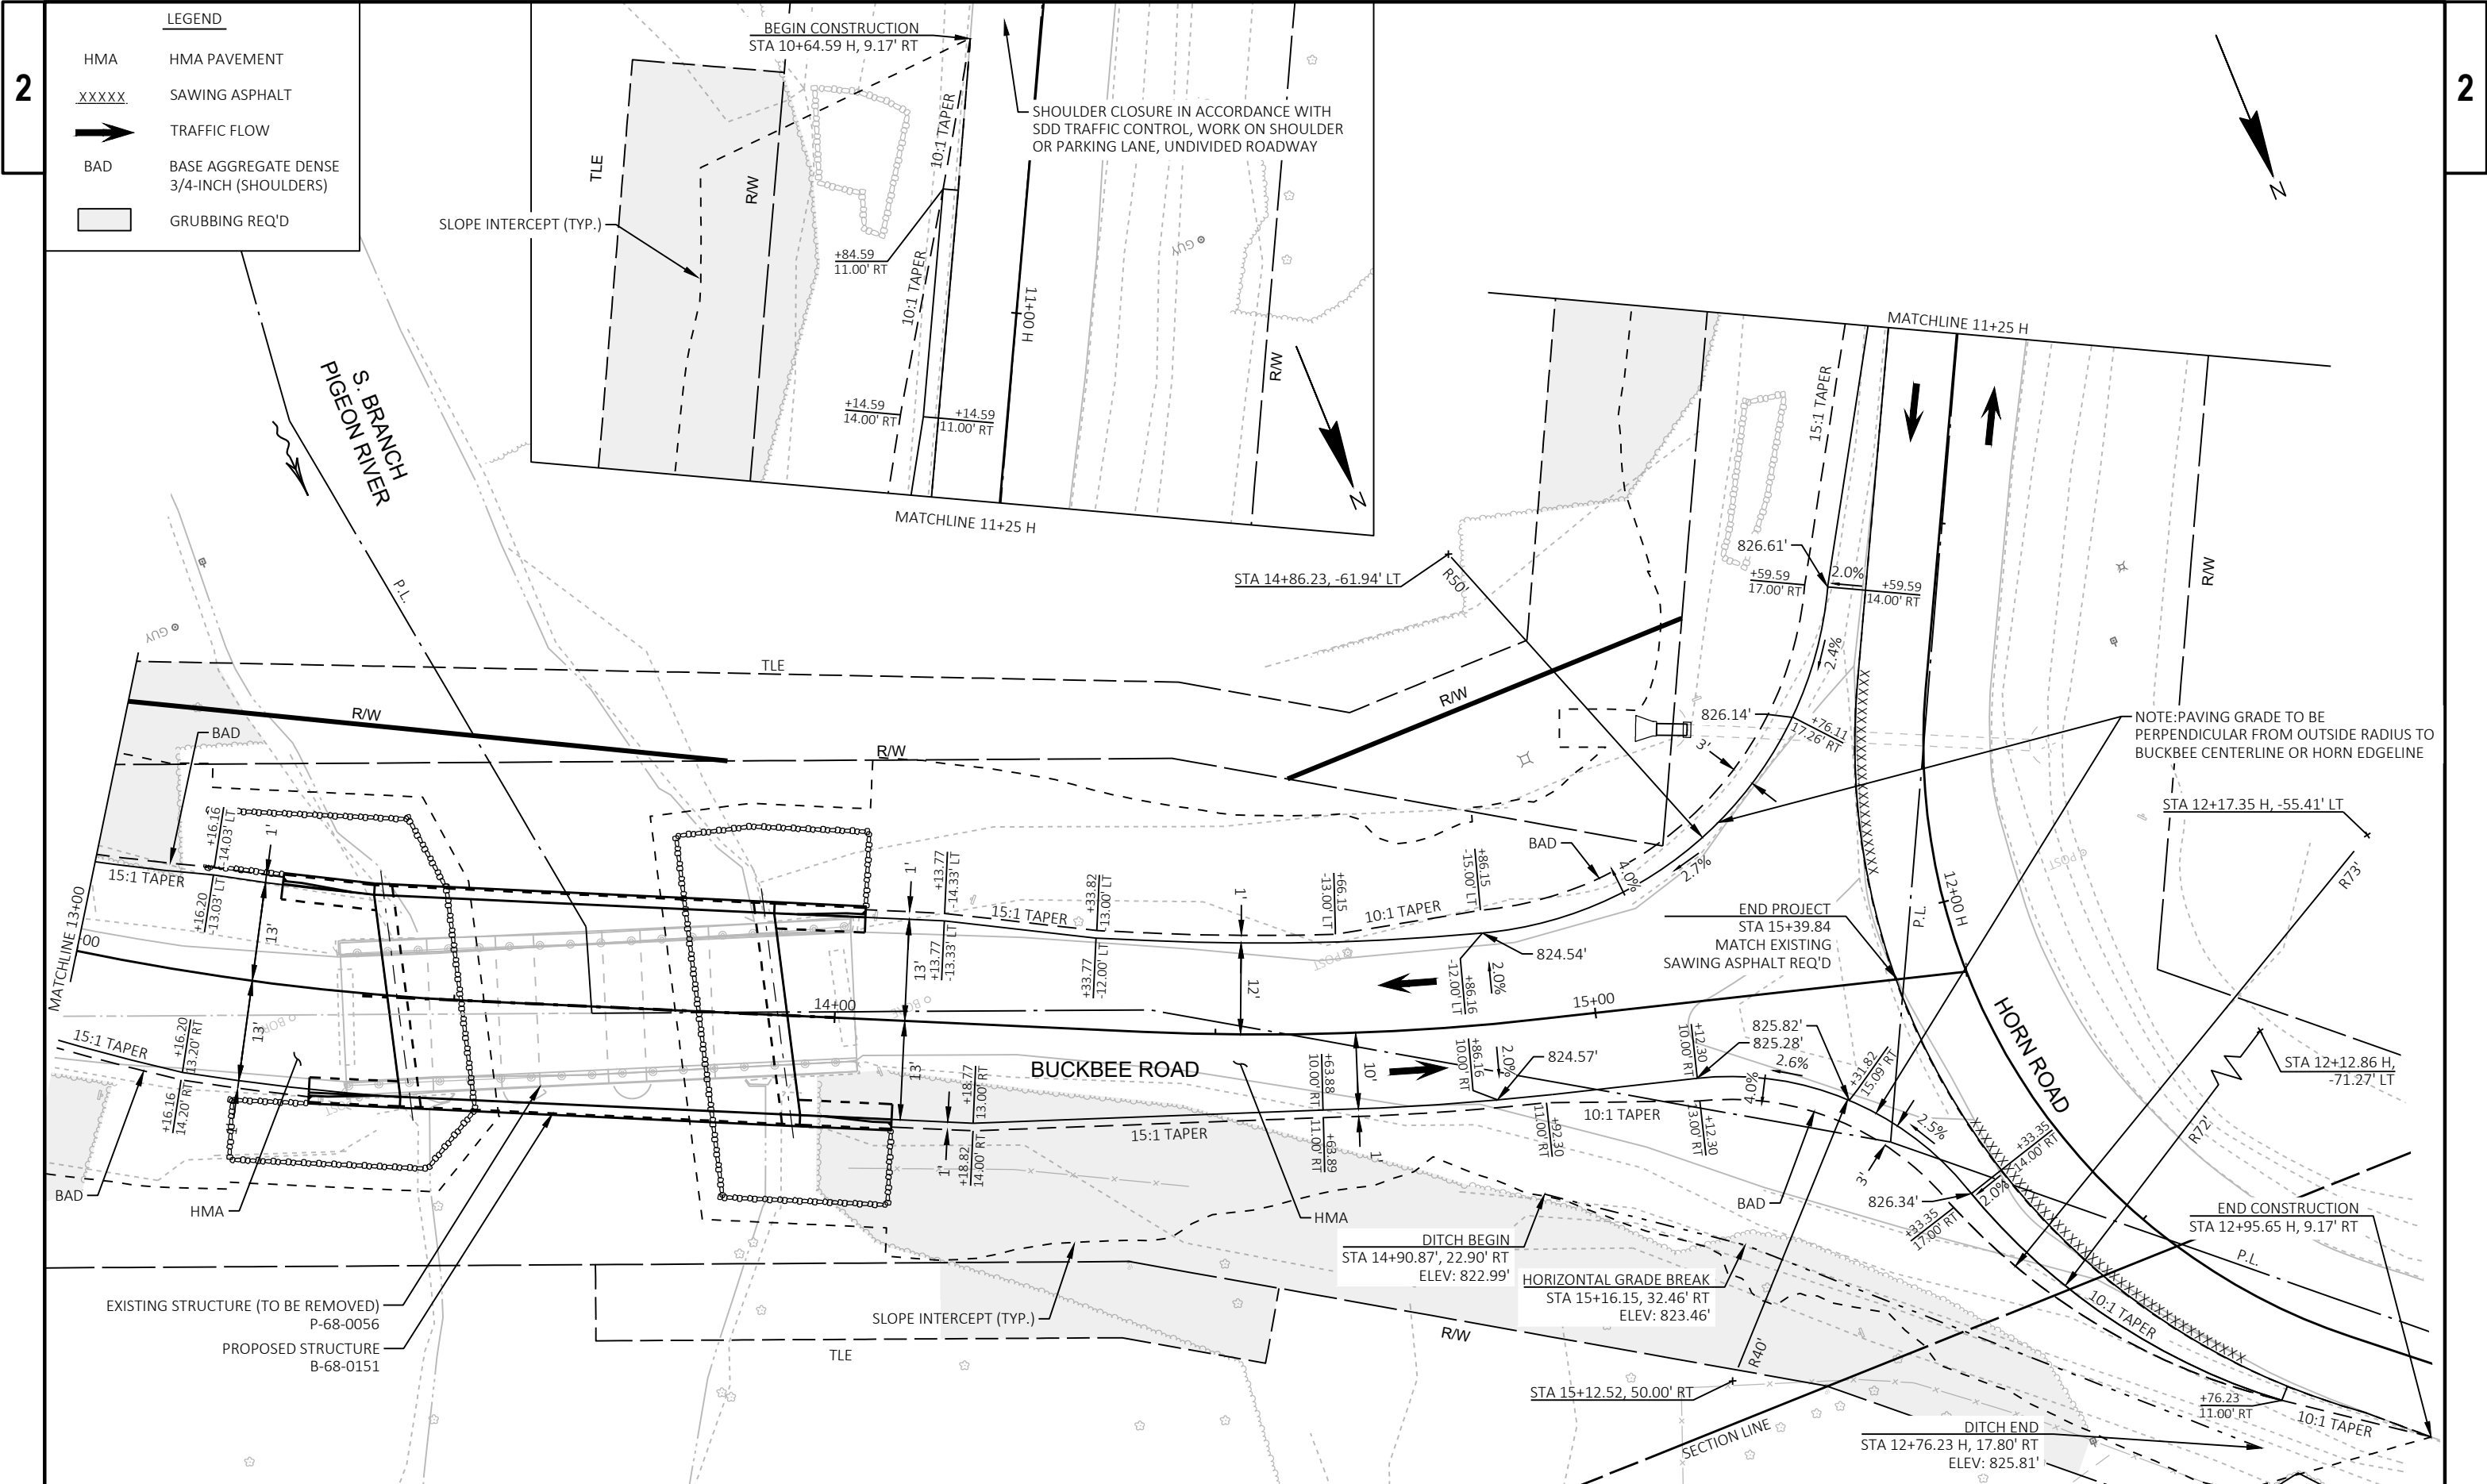 2
2
LEGEND
HMA HMA PAVEMENT
XXXXX SAWING ASPHALT
TRAFFIC FLOW
BAD BASE AGGREGATE DENSE
3/4-INCH (SHOULDERS)
GRUBBING REQ'D
BEGIN CONSTRUCTION
STA 10+64.59 H, 9.17' RT
SHOULDER CLOSURE IN ACCORDANCE WITH
SDD TRAFFIC CONTROL, WORK ON SHOULDER
OR PARKING LANE, UNDIVIDED ROADWAY
TLE
R/W
10:1 TAPER
SLOPE INTERCEPT (TYP.)
+84.59
11.00' RT
10:1 TAPER
11+00 H
GUY
R/W
+14.59
14.00' RT
+14.59
11.00' RT
N
MATCHLINE 11+25 H
N
MATCHLINE 11+25 H
S. BRANCH
PIGEON RIVER
P.L.
GUY
15:1 TAPER
826.61'
2.0%
+59.59
17.00' RT
+59.59
14.00' RT
STA 14+86.23, -61.94' LT
R50'
2.4%
R/W
TLE
R/W
R/W
R/W
826.14'
+76.11
17.26' RT
3'
NOTE:PAVING GRADE TO BE
PERPENDICULAR FROM OUTSIDE RADIUS TO
BUCKBEE CENTERLINE OR HORN EDGELINE
XXXXXXXXXXXXXXXXXXXX
STA 12+17.35 H, -55.41' LT
R73'
POST
BAD
+16.16
-14.03' LT
1'
15:1 TAPER
+16.20
-13.03' LT
13'
MATCHLINE 13+00
+00
13'
BORE
15:1 TAPER
+16.20
13.20' RT
+16.16
14.20' RT
BAD
HMA
POST
1'
+13.77
-14.33' LT
15:1 TAPER
+33.82
-13.00' LT
1'
+66.15
-13.00' LT
10:1 TAPER
+86.15
-15.00' LT
BAD
4.0%
2.7%
13'
+13.77
-13.33' LT
+33.77
-12.00' LT
12'
POST
824.54'
-12.00' LT
+86.16
2.0%
END PROJECT
STA 15+39.84
MATCH EXISTING
SAWING ASPHALT REQ'D
P.L.
12+00 H
14+00
15+00
13'
BUCKBEE ROAD
+18.77
13.00' RT
1'
+18.82
14.00' RT
15:1 TAPER
+63.88
10.00' RT
11.00' RT
+63.89
10'
1'
+86.16
10.00' RT
2.0%
824.57'
+12.30
10.00' RT
825.82'
825.28'
2.6%
4.0%
+31.82
15.09' RT
10:1 TAPER
+92.30
11.00' RT
+12.30
13.00' RT
2.5%
+33.35
14.00' RT
2.0%
826.34'
+33.35
17.00' RT
3'
BAD
HMA
HORN ROAD
STA 12+12.86 H,
-71.27' LT
R72'
END CONSTRUCTION
STA 12+95.65 H, 9.17' RT
P.L.
DITCH BEGIN
STA 14+90.87', 22.90' RT
ELEV: 822.99'
HORIZONTAL GRADE BREAK
STA 15+16.15, 32.46' RT
ELEV: 823.46'
EXISTING STRUCTURE (TO BE REMOVED)
P-68-0056
PROPOSED STRUCTURE
B-68-0151
SLOPE INTERCEPT (TYP.)
TLE
R/W
R40'
STA 15+12.52, 50.00' RT
10:1 TAPER
+76.23
11.00' RT
10:1 TAPER
SECTION LINE
DITCH END
STA 12+76.23 H, 17.80' RT
ELEV: 825.81'